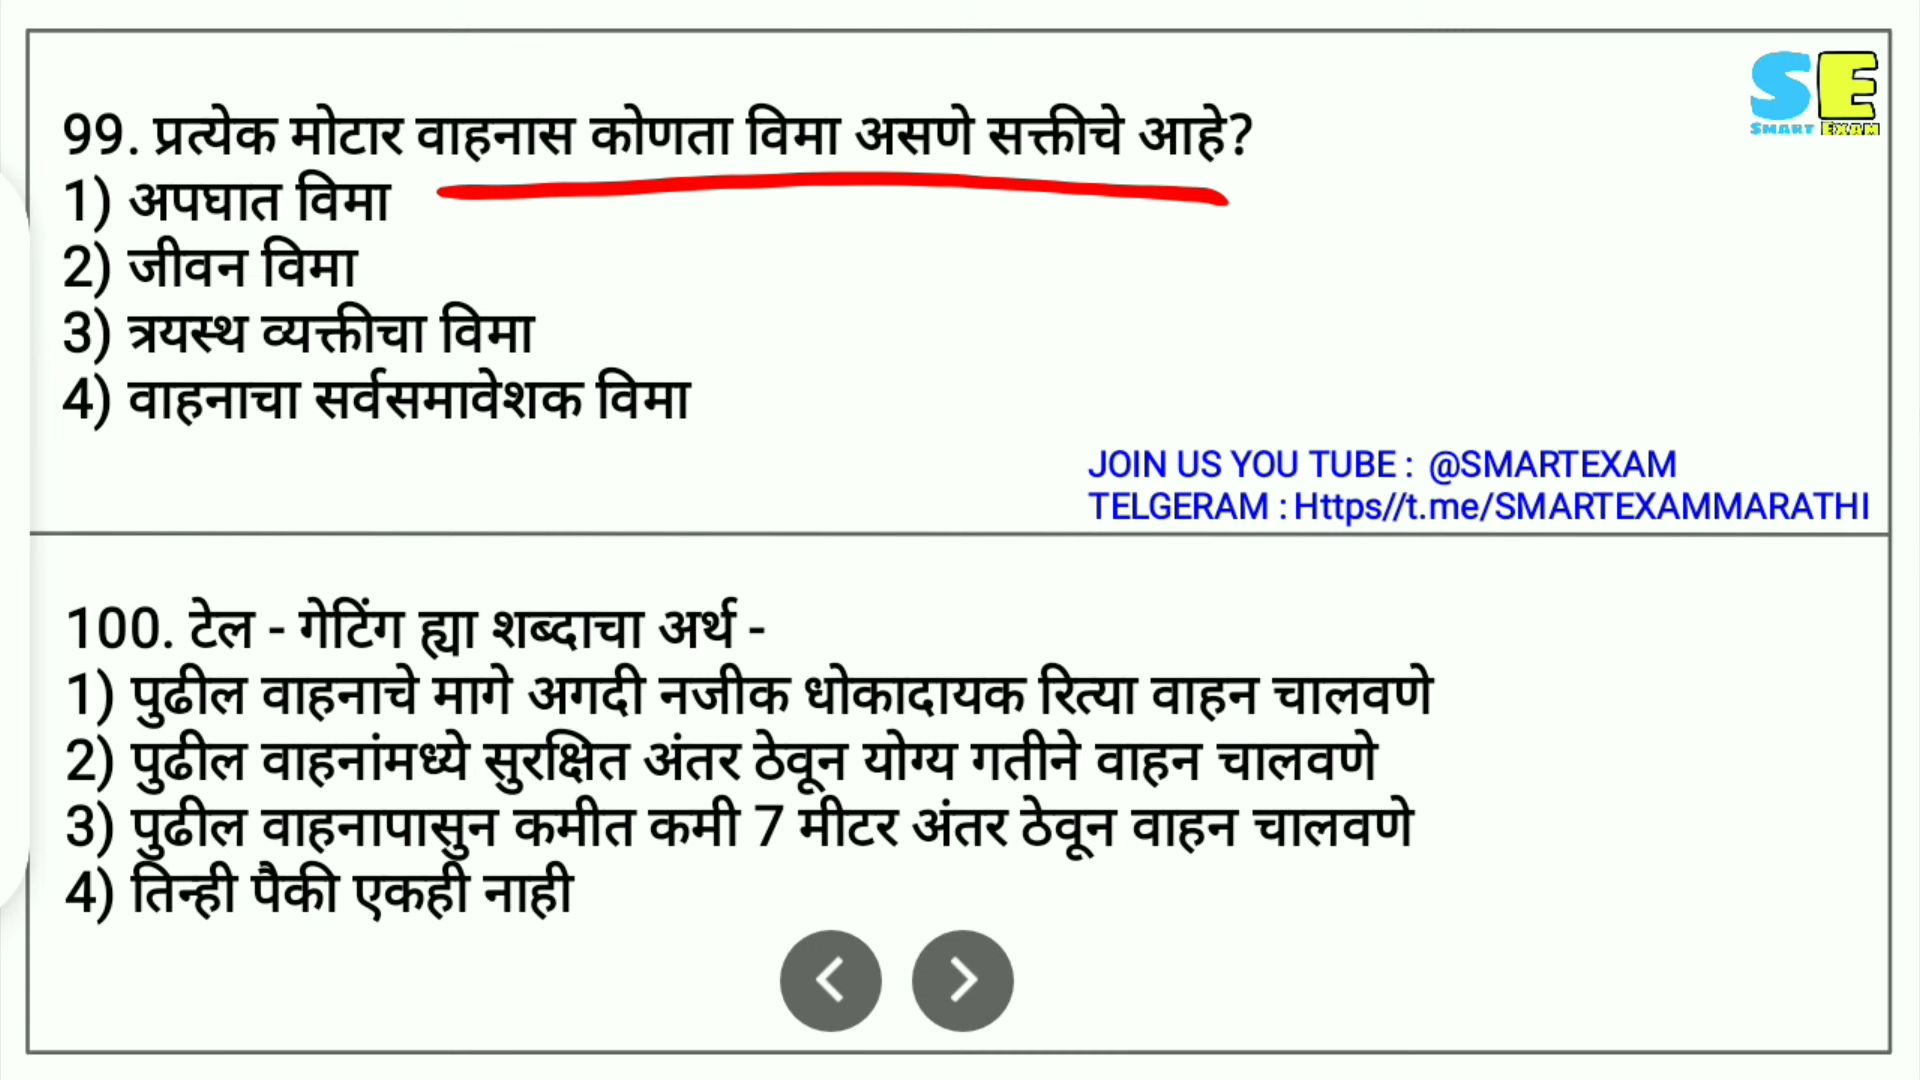 SE
SMART EXAM
99. प्रत्येक मोटार वाहनास कोणता विमा असणे सक्तीचे आहे?
1) अपघात विमा
2) जीवन विमा
3) त्रयस्थ व्यक्तीचा विमा
4) वाहनाचा सर्वसमावेशक विमा
JOIN US YOU TUBE : @SMARTEXAM
TELGERAM : Https//t.me/SMARTEXAMMARATHI
100. टेल - गेटिंग ह्या शब्दाचा अर्थ -
1) पुढील वाहनाचे मागे अगदी नजीक धोकादायक रित्या वाहन चालवणे
2) पुढील वाहनांमध्ये सुरक्षित अंतर ठेवून योग्य गतीने वाहन चालवणे
3) पुढील वाहनापासुन कमीत कमी 7 मीटर अंतर ठेवून वाहन चालवणे
4) तिन्ही पैकी एकही नाही